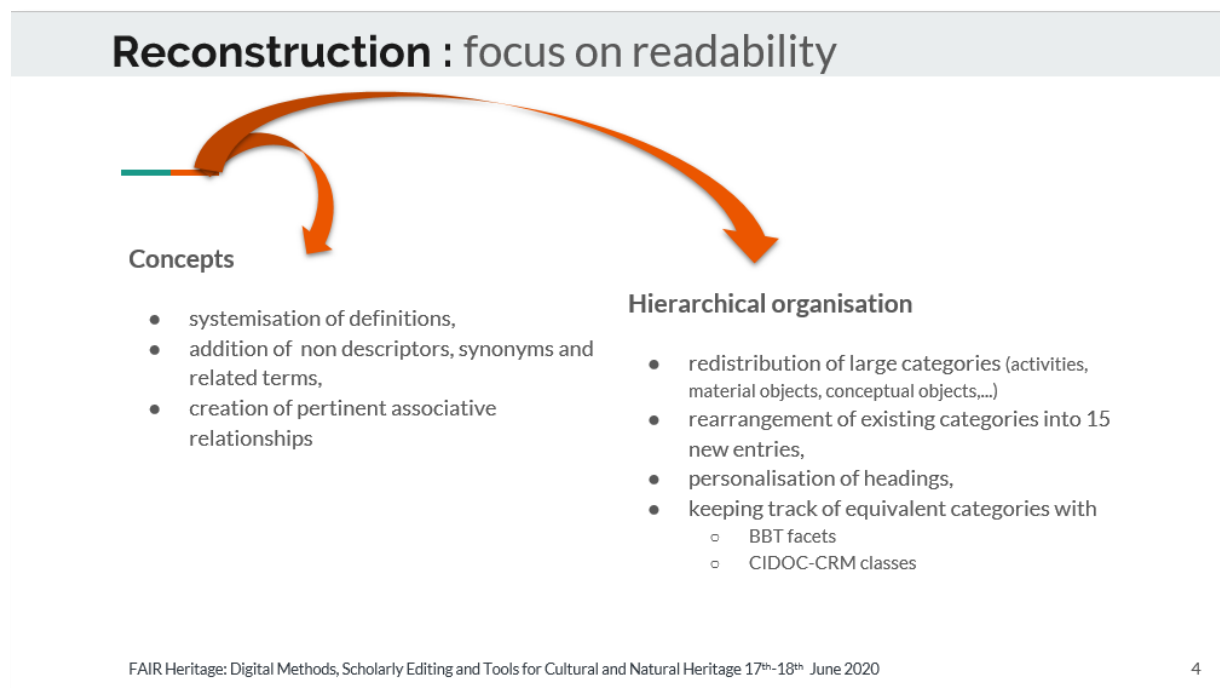 Reconstruction : focus on readability
Concepts
● systemisation of definitions,
● addition of non descriptors, synonyms and
related terms,
● creation of pertinent associative
relationships
Hierarchical organisation
● redistribution of large categories (activities,
material objects, conceptual objects,...)
● rearrangement of existing categories into 15
new entries,
● personalisation of headings,
● keeping track of equivalent categories with
○ BBT facets
○ CIDOC-CRM classes
FAIR Heritage: Digital Methods, Scholarly Editing and Tools for Cultural and Natural Heritage 17th-18th June 2020
4